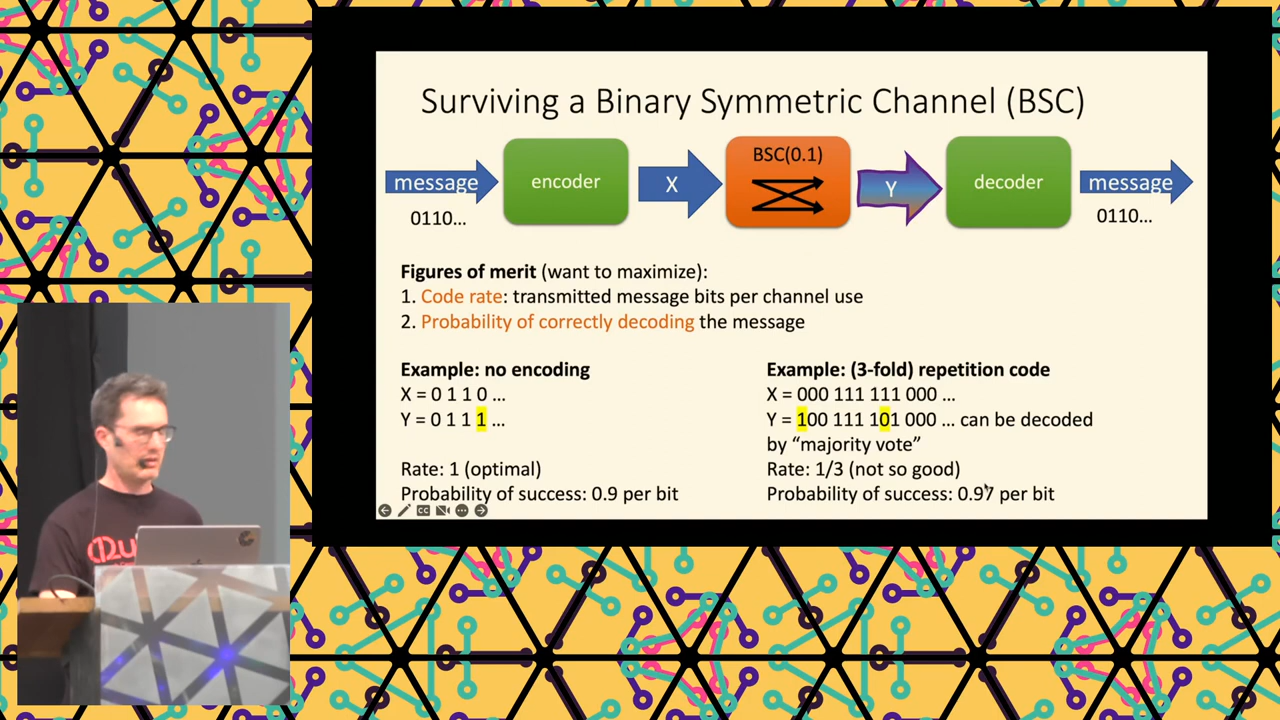 Surviving a Binary Symmetric Channel (BSC)
message
encoder
X
BSC(0.1)
Y
decoder
message
0110...
0110...
Figures of merit (want to maximize):
1. Code rate: transmitted message bits per channel use
2. Probability of correctly decoding the message
Example: no encoding
X = 0 1 1 0 ...
Y = 0 1 1 1 ...
Rate: 1 (optimal)
Probability of success: 0.9 per bit
Example: (3-fold) repetition code
X = 000 111 111 000 ...
Y = 100 111 101 000 ... can be decoded
by “majority vote”
Rate: 1/3 (not so good)
Probability of success: 0.97 per bit
CC